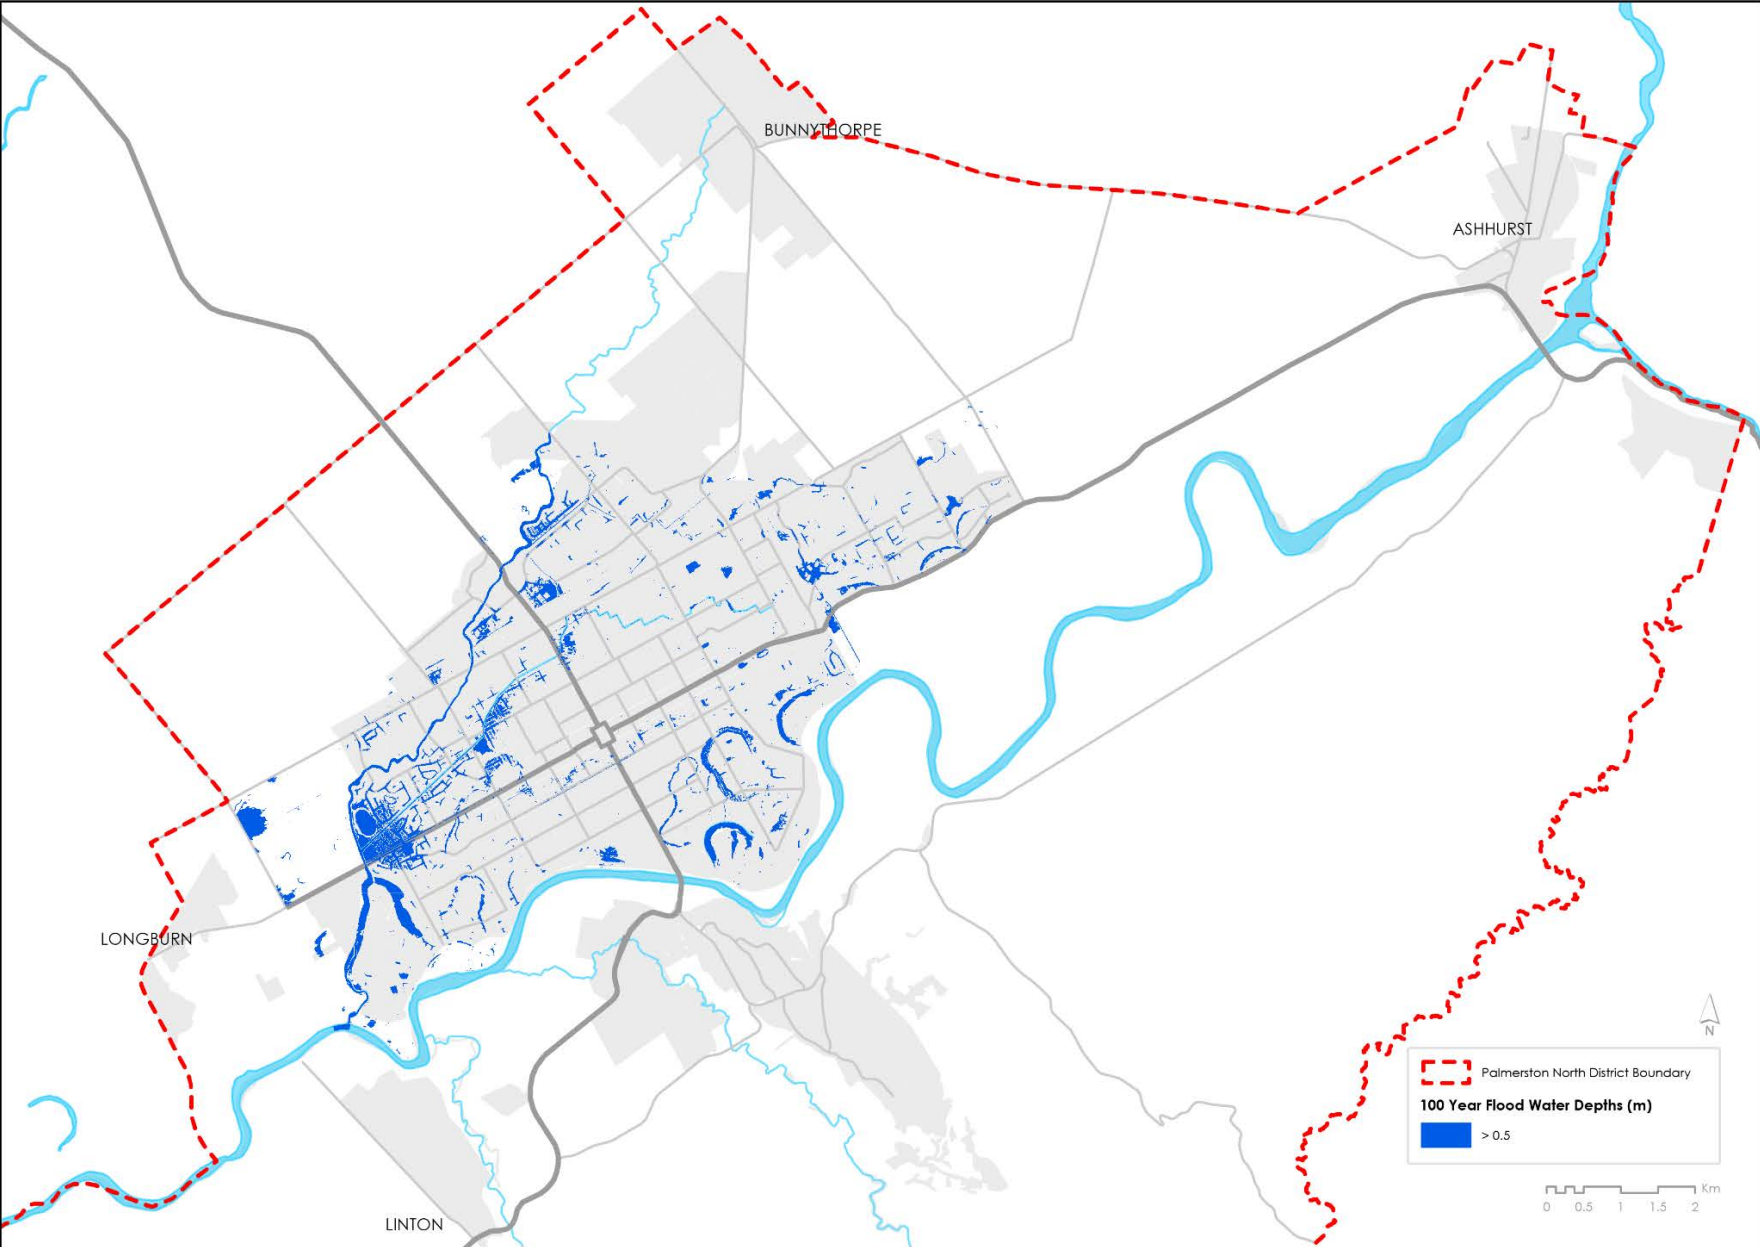 BUNNYTHORPE
ASHHURST
LONGBURN
LINTON
N
Palmerston North District Boundary
100 Year Flood Water Depths (m)
> 0.5
Km
0 0.5 1 1.5 2